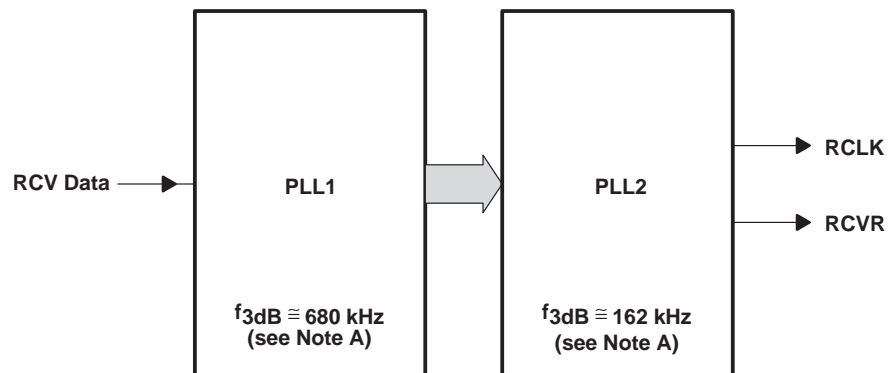 RCV Data
PLL1
f3dB ≅ 680 kHz
(see Note A)
PLL2
f3dB ≅ 162 kHz
(see Note A)
RCLK
RCVR